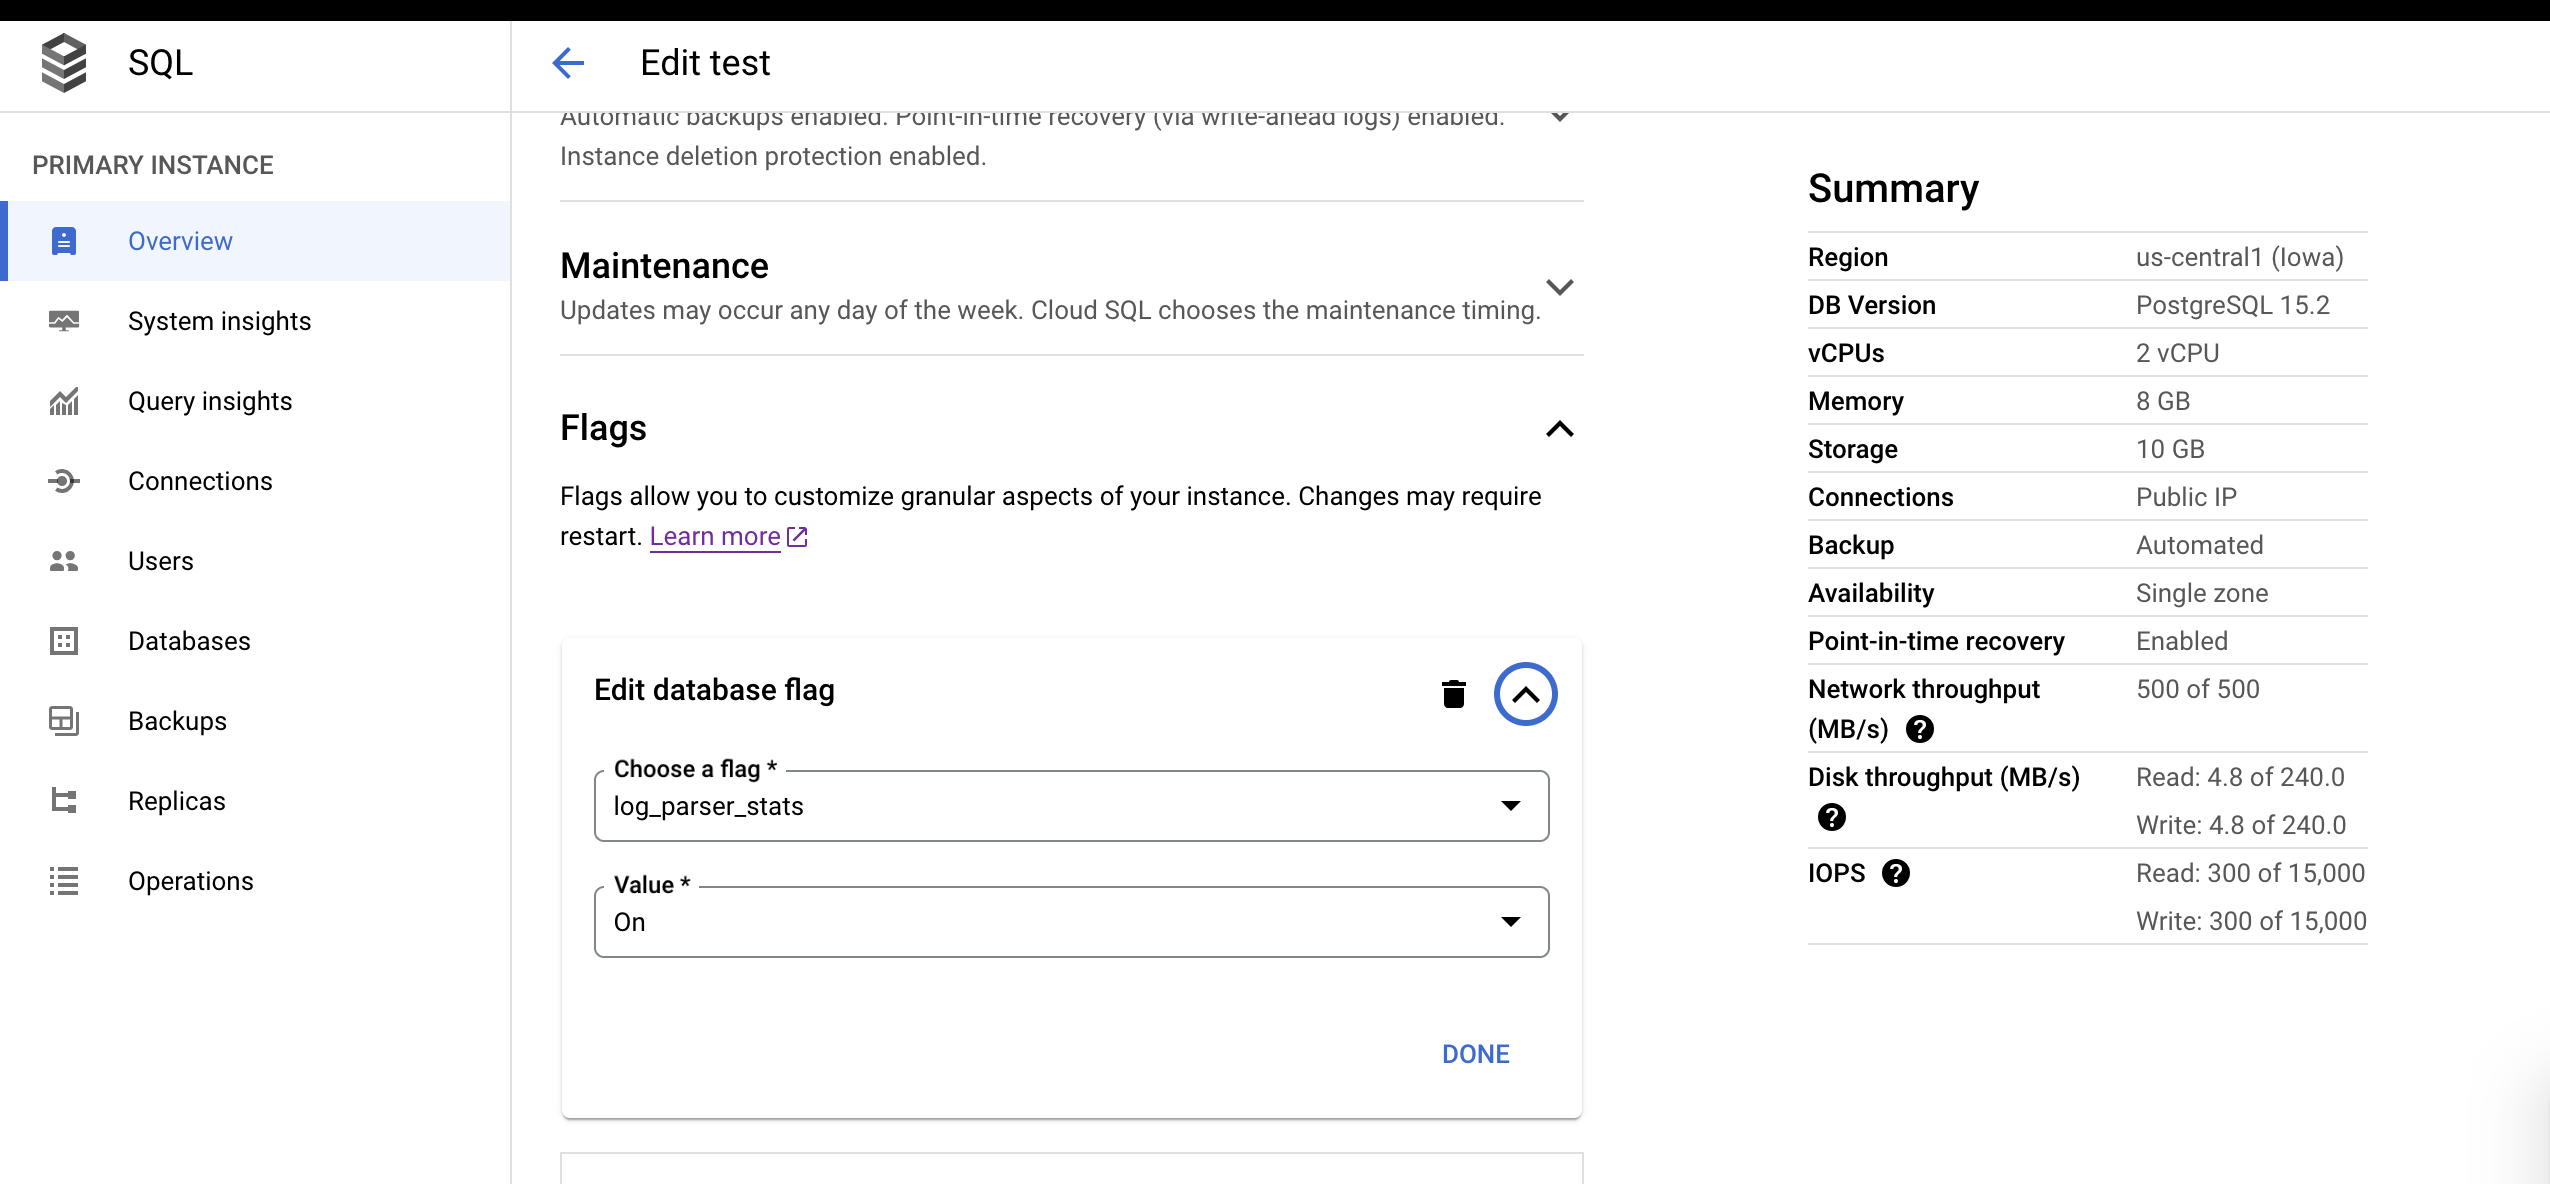 SQL
Edit test
PRIMARY INSTANCE
Overview
System insights
Query insights
Connections
Users
Databases
Backups
Replicas
Operations
Automatic backups enabled. Point-in-time recovery (via write-ahead logs) enabled.
Instance deletion protection enabled.
Maintenance
Updates may occur any day of the week. Cloud SQL chooses the maintenance timing.
Flags
Flags allow you to customize granular aspects of your instance. Changes may require
restart. Learn more
Edit database flag
Choose a flag *
log_parser_stats
Value *
On
DONE
Summary
Region us-central1 (Iowa)
DB Version PostgreSQL 15.2
vCPUs 2 vCPU
Memory 8 GB
Storage 10 GB
Connections Public IP
Backup Automated
Availability Single zone
Point-in-time recovery Enabled
Network throughput 500 of 500
(MB/s) ?
Disk throughput (MB/s) Read: 4.8 of 240.0
? Write: 4.8 of 240.0
IOPS ? Read: 300 of 15,000
Write: 300 of 15,000